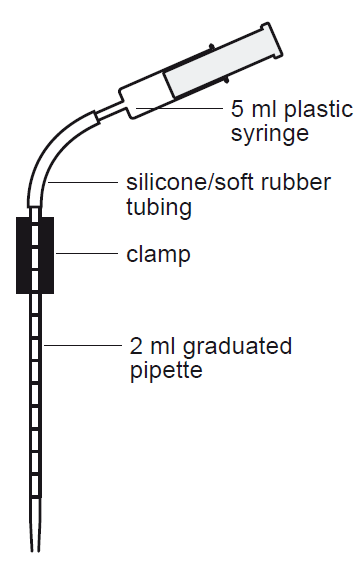 5 ml plastic
syringe
silicone/soft rubber
tubing
clamp
2 ml graduated
pipette